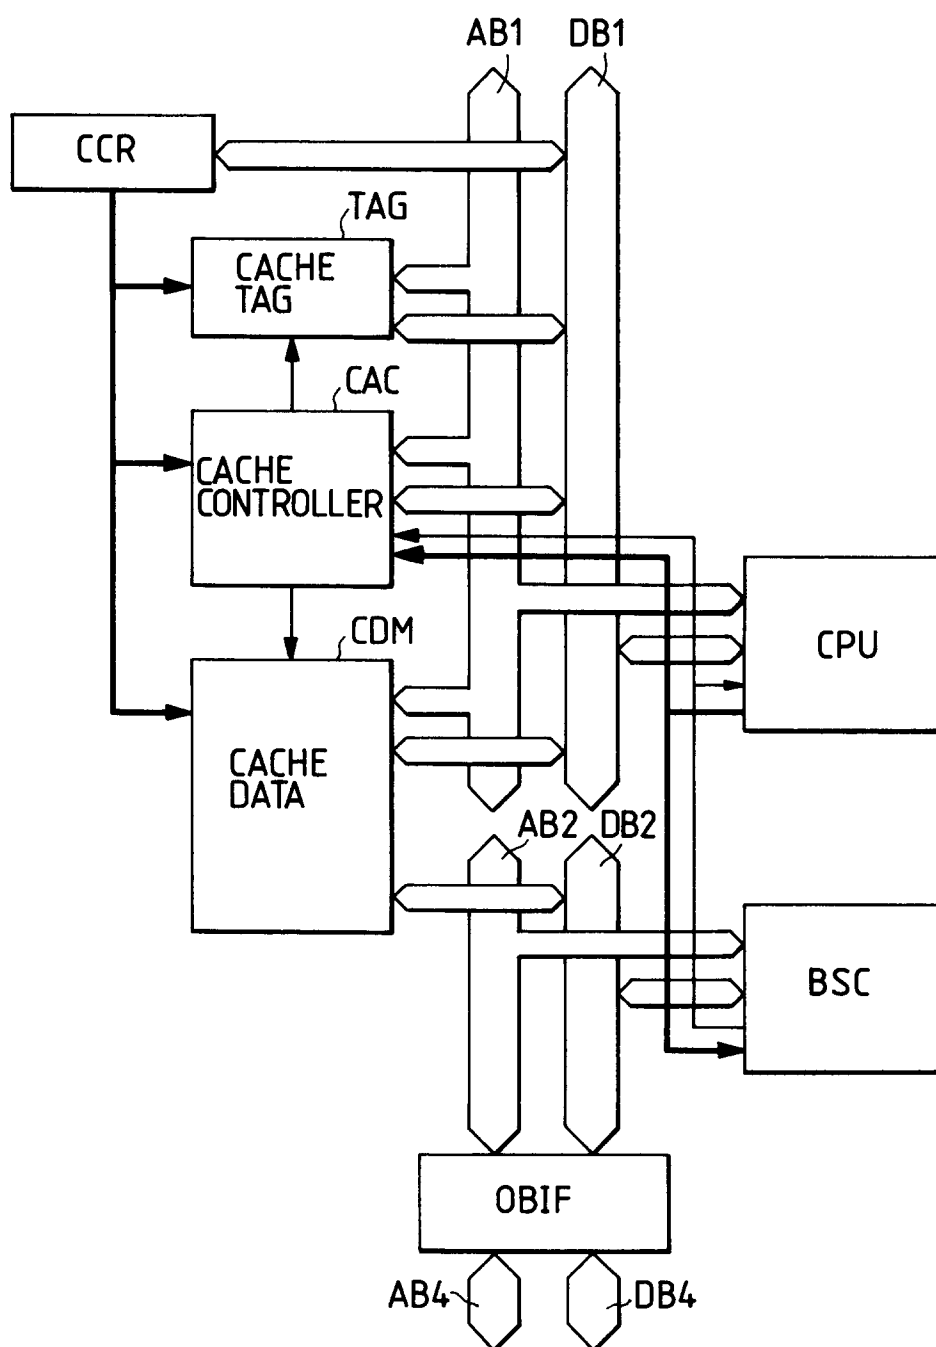 AB1
DB1
CCR
TAG
CACHE
TAG
CAC
CACHE
CONTROLLER
CPU
CDM
CACHE
DATA
AB2
DB2
BSC
OBIF
AB4
DB4